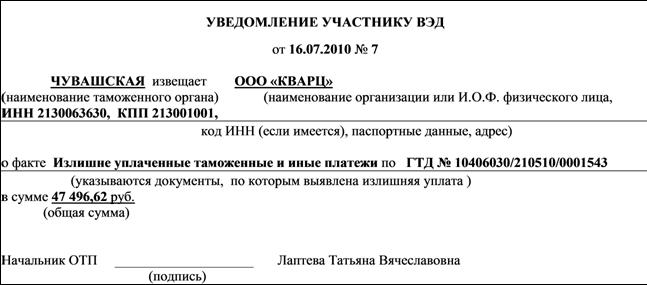 УВЕДОМЛЕНИЕ УЧАСТНИКУ ВЭД
от 16.07.2010 № 7
ЧУВАШСКАЯ извещает ООО «КВАРЦ»
(наименование таможенного органа) (наименование организации или И.О.Ф. физического лица,
ИНН 2130063630, КПП 213001001,
код ИНН (если имеется), паспортные данные, адрес)
о факте Излишне уплаченные таможенные и иные платежи по ГТД № 10406030/210510/0001543
(указываются документы, по которым выявлена излишняя уплата )
в сумме 47 496,62 руб.
(общая сумма)
Начальник ОТП ____________________ Лаптева Татьяна Вячеславовна
(подпись)